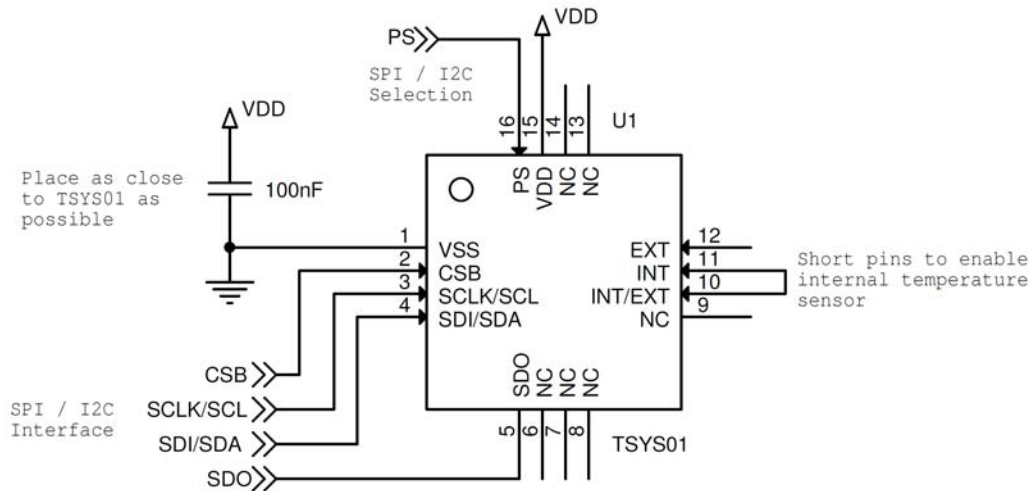 VDD
PS
SPI / I2C
Selection
16
15
14
13
U1
VDD
100nF
Place as close
to TSYS01 as
possible
PS
VDD
NC
NC
1
VSS
2
CSB
3
SCLK/SCL
4
SDI/SDA
EXT
12
INT
11
INT/EXT
10
NC
9
Short pins to enable
internal temperature
sensor
SDO
NC
NC
NC
CSB
SPI / I2C
Interface
SCLK/SCL
SDI/SDA
SDO
5
6
7
8
TSYS01